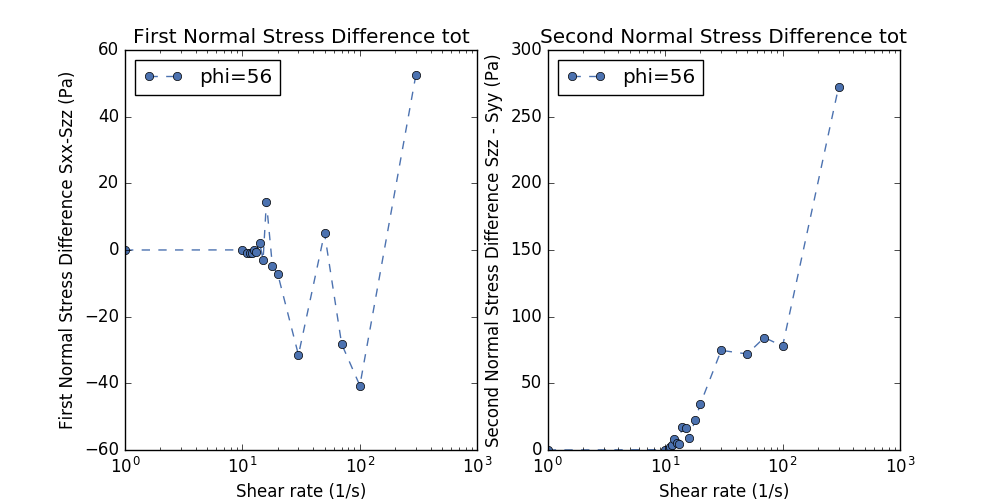 First Normal Stress Difference tot
First Normal Stress Difference Sxx-Szz (Pa)
60
40
20
0
−20
−40
−60
phi=56
10^0
10^1
10^2
10^3
Shear rate (1/s)
Second Normal Stress Difference tot
Second Normal Stress Difference Szz - Syy (Pa)
300
250
200
150
100
50
0
phi=56
10^0
10^1
10^2
10^3
Shear rate (1/s)